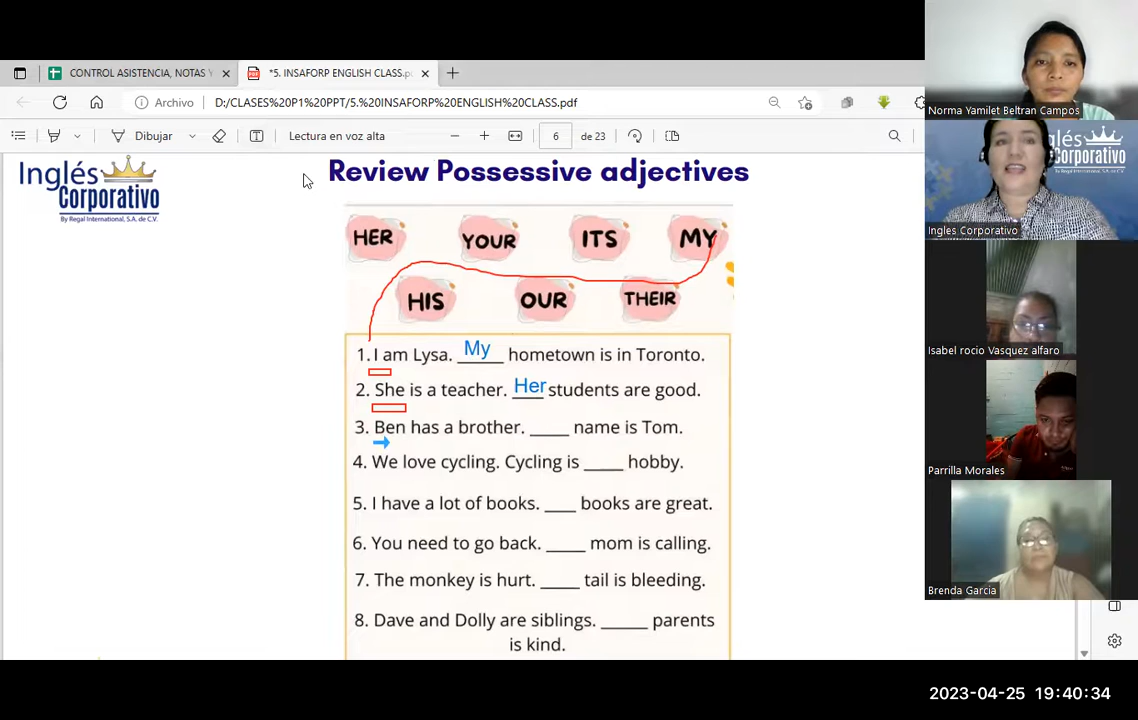 CONTROL ASISTENCIA, NOTAS Y
*5. INSAFORP ENGLISH CLASS.p
Archivo D:/CLASES%20P1%20PPT/5.%20INSAFORP%20ENGLISH%20CLASS.pdf
Dibujar Lectura en voz alta 6 de 23
Inglés
Corporativo
By Regal International, S.A. de C.V.
Review Possessive adjectives
HER YOUR ITS MY
HIS OUR THEIR
1. I am Lysa. My hometown is in Toronto.
2. She is a teacher. Her students are good.
3. Ben has a brother. _____ name is Tom.
4. We love cycling. Cycling is _____ hobby.
5. I have a lot of books. ____ books are great.
6. You need to go back. _____ mom is calling.
7. The monkey is hurt. _____ tail is bleeding.
8. Dave and Dolly are siblings. ______ parents
is kind.
Norma Yamilet Beltran Campos
glés
Corporativo
Ingles Corporativo
Isabel rocio Vasquez alfaro
Parrilla Morales
Brenda Garcia
2023-04-25 19:40:34